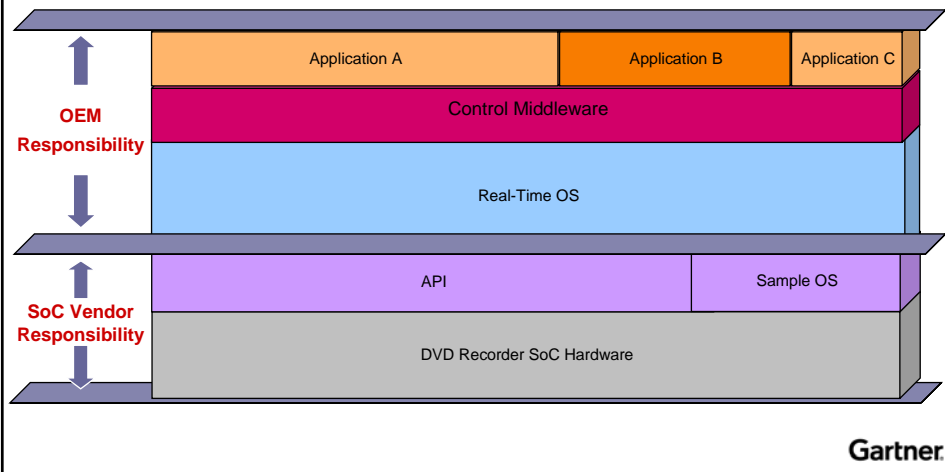 Application A
Application B
Application C
OEM
Responsibility
Control Middleware
Real-Time OS
SoC Vendor
Responsibility
API
Sample OS
DVD Recorder SoC Hardware
Gartner